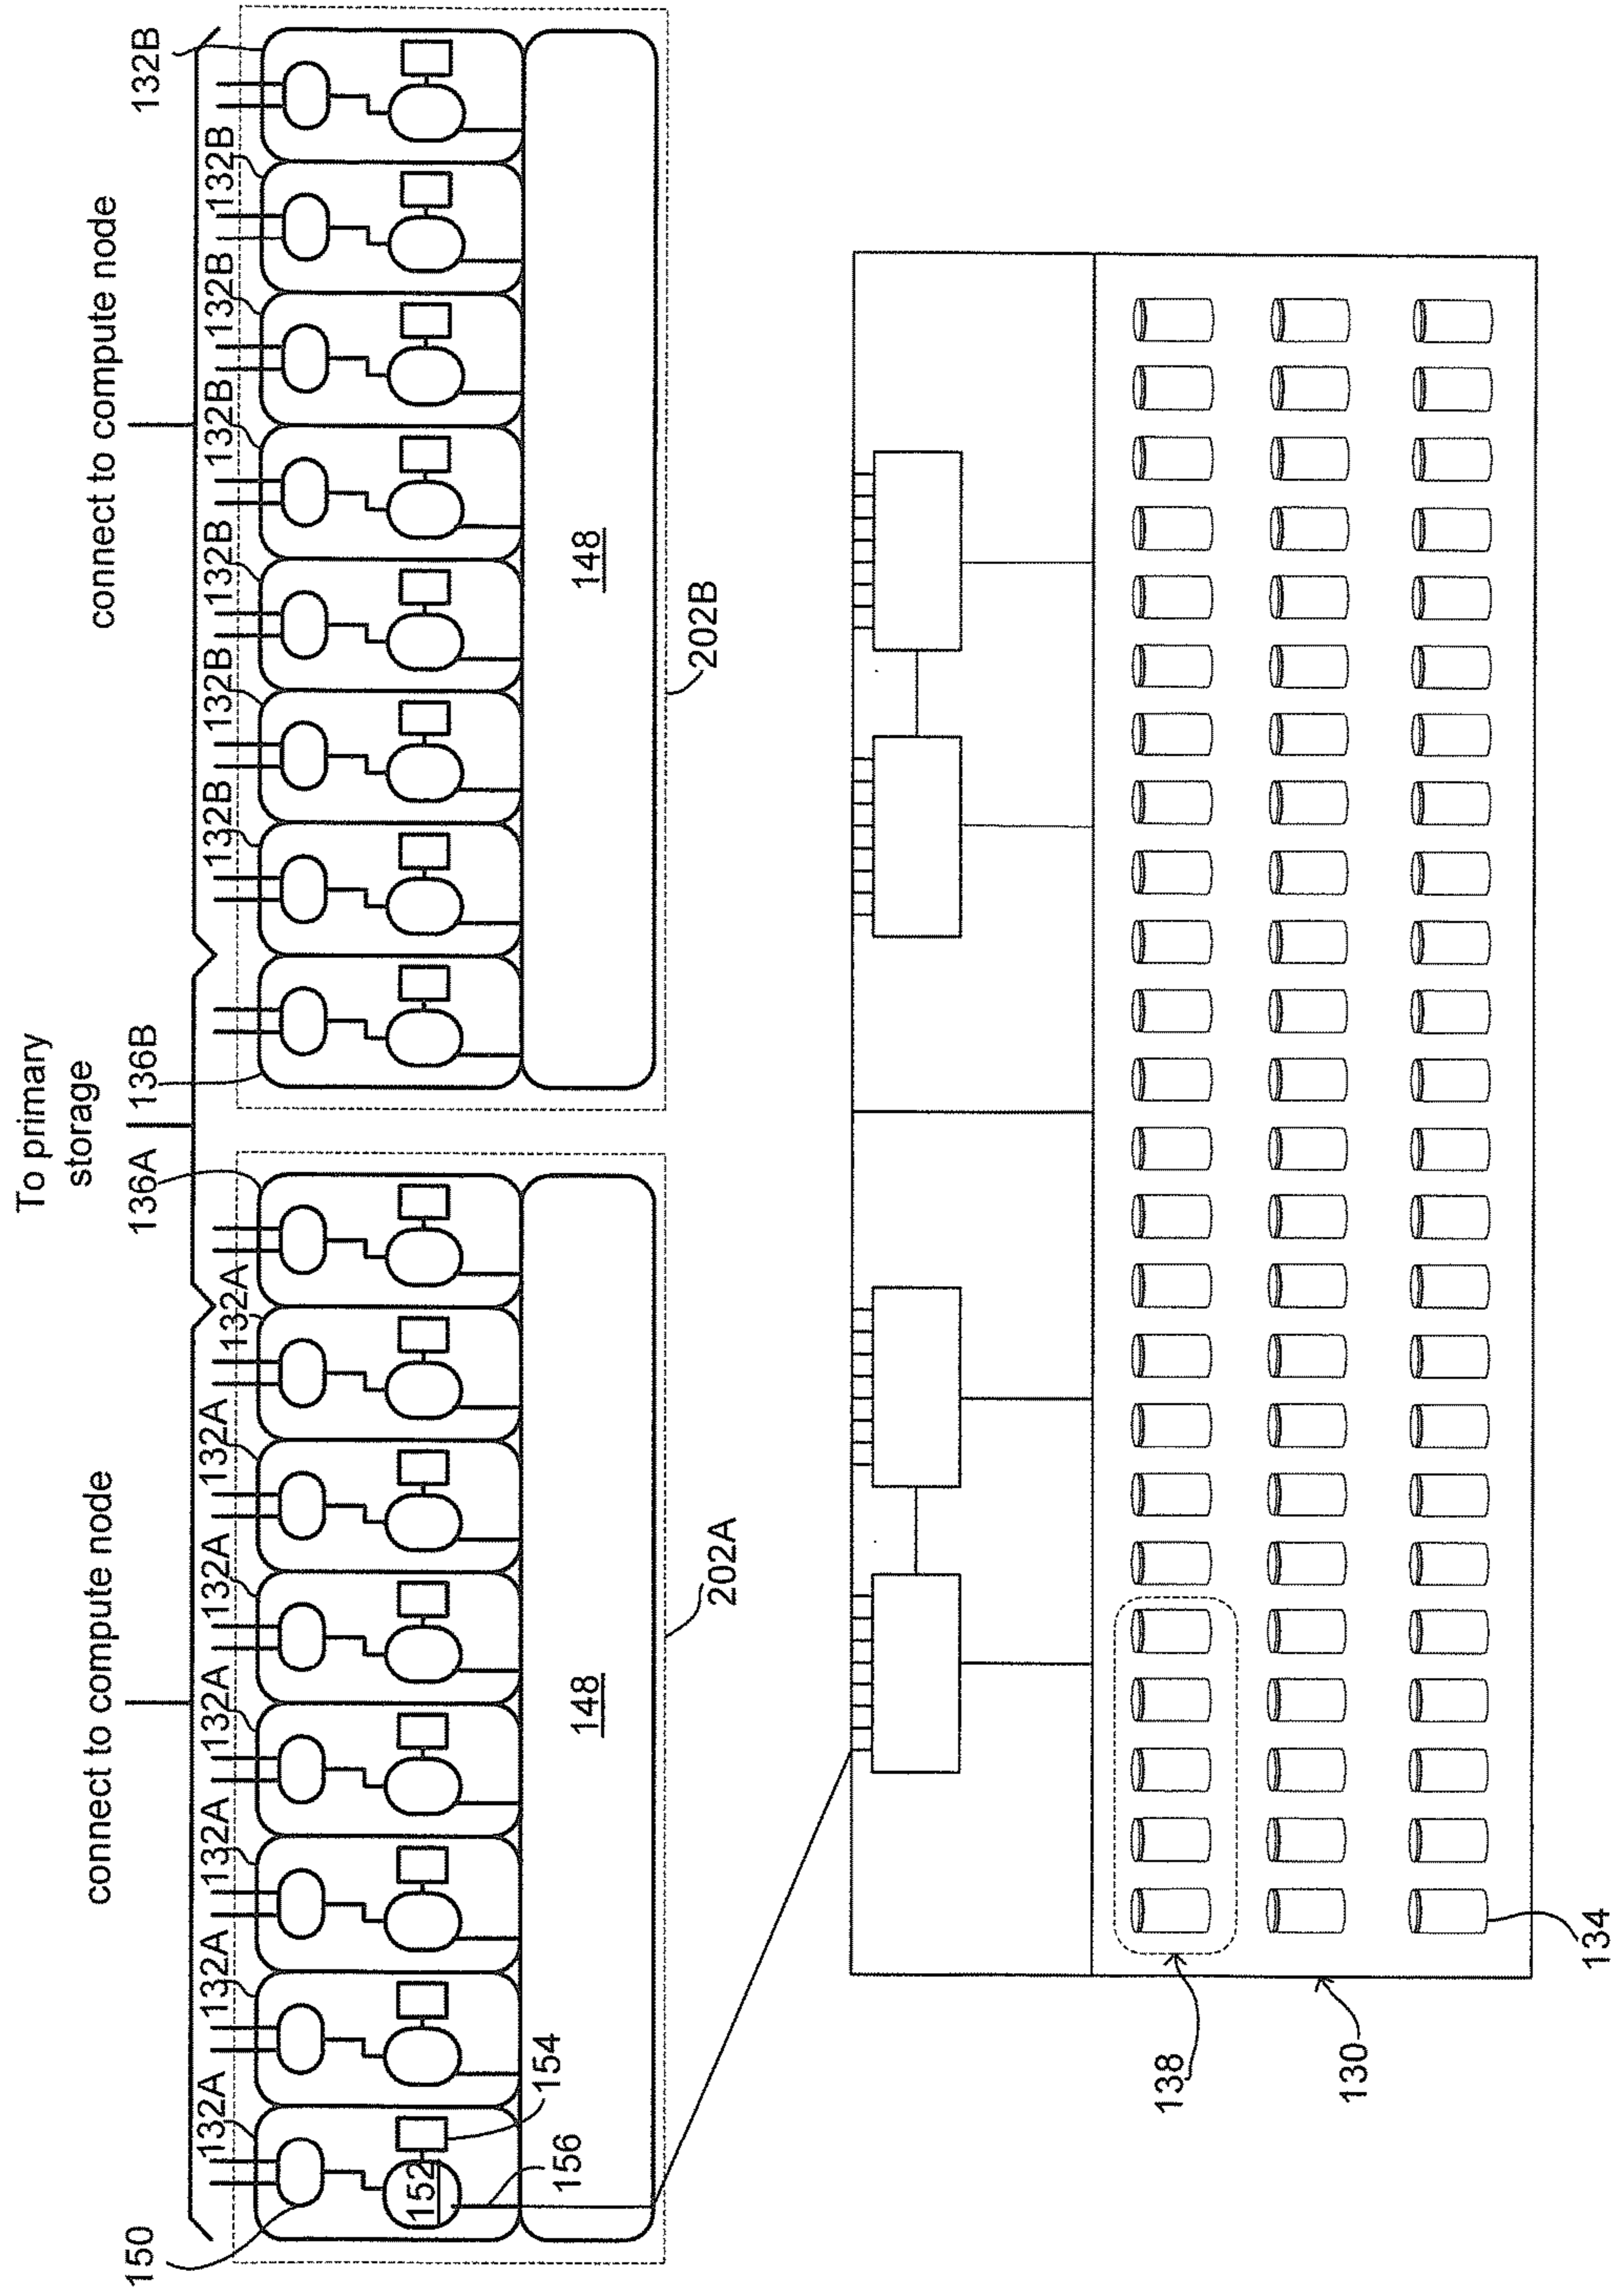 To primary
storage
connect to compute node
connect to compute node
150
132A
132A
132A
132A
132A
132A
132A
136A
136B
132B
132B
132B
132B
132B
132B
132B
152
154
156
148
148
202A
202B
138
130
134